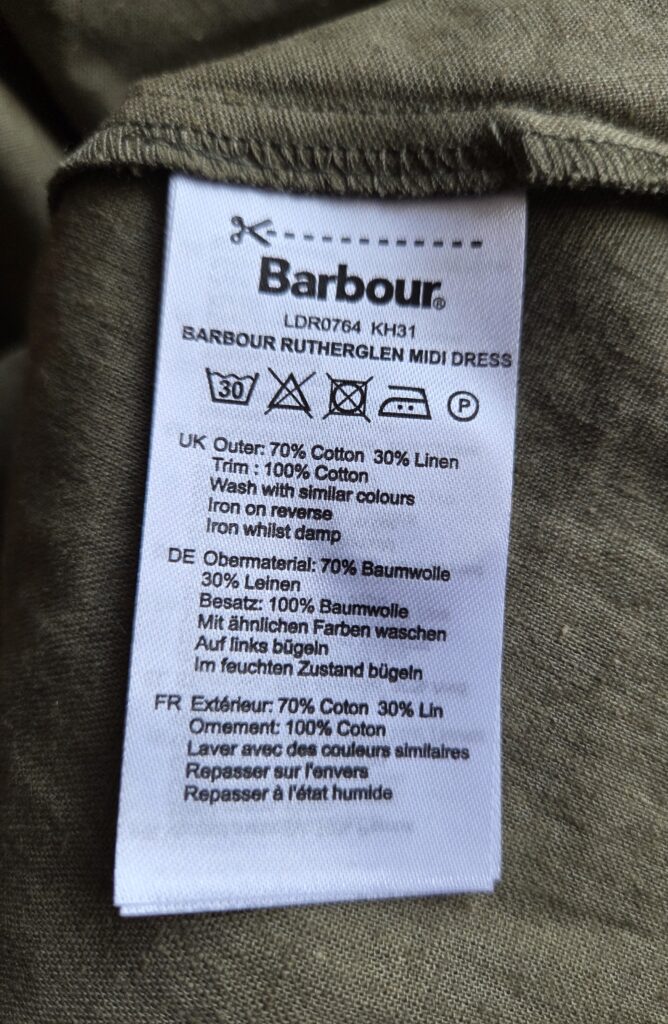 Barbour®
LDR0764 KH31
BARBOUR RUTHERGLEN MIDI DRESS
30 P
UK Outer: 70% Cotton 30% Linen
Trim : 100% Cotton
Wash with similar colours
Iron on reverse
Iron whilst damp
DE Obermaterial: 70% Baumwolle
30% Leinen
Besatz: 100% Baumwolle
Mit ähnlichen Farben waschen
Auf links bügeln
Im feuchten Zustand bügeln
FR Extérieur: 70% Coton 30% Lin
Ornement: 100% Coton
Laver avec des couleurs similaires
Repasser sur l'envers
Repasser à l'état humide